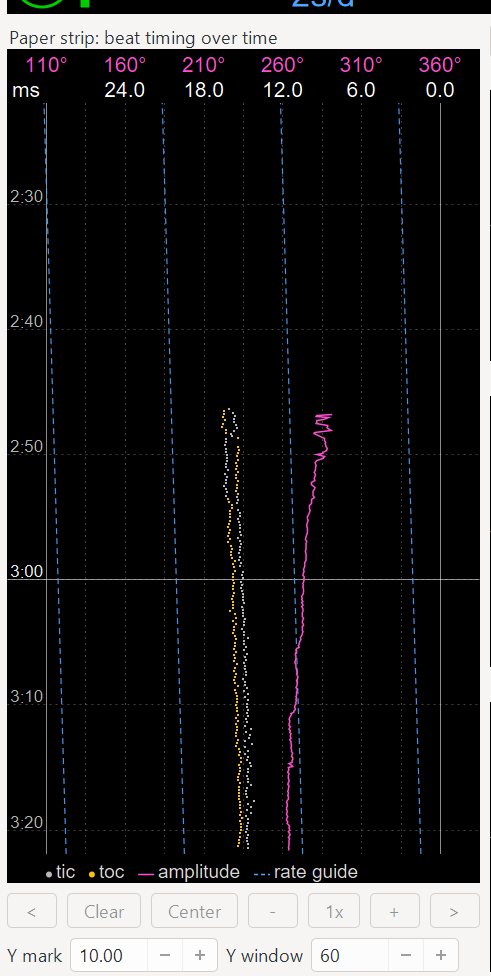 23/d
Paper strip: beat timing over time
110° 160° 210° 260° 310° 360°
ms 24.0 18.0 12.0 6.0 0.0
2:30
2:40
2:50
3:00
3:10
3:20
tic toc amplitude rate guide
< Clear Center - 1x + >
Y mark 10.00 - + Y window 60 - +